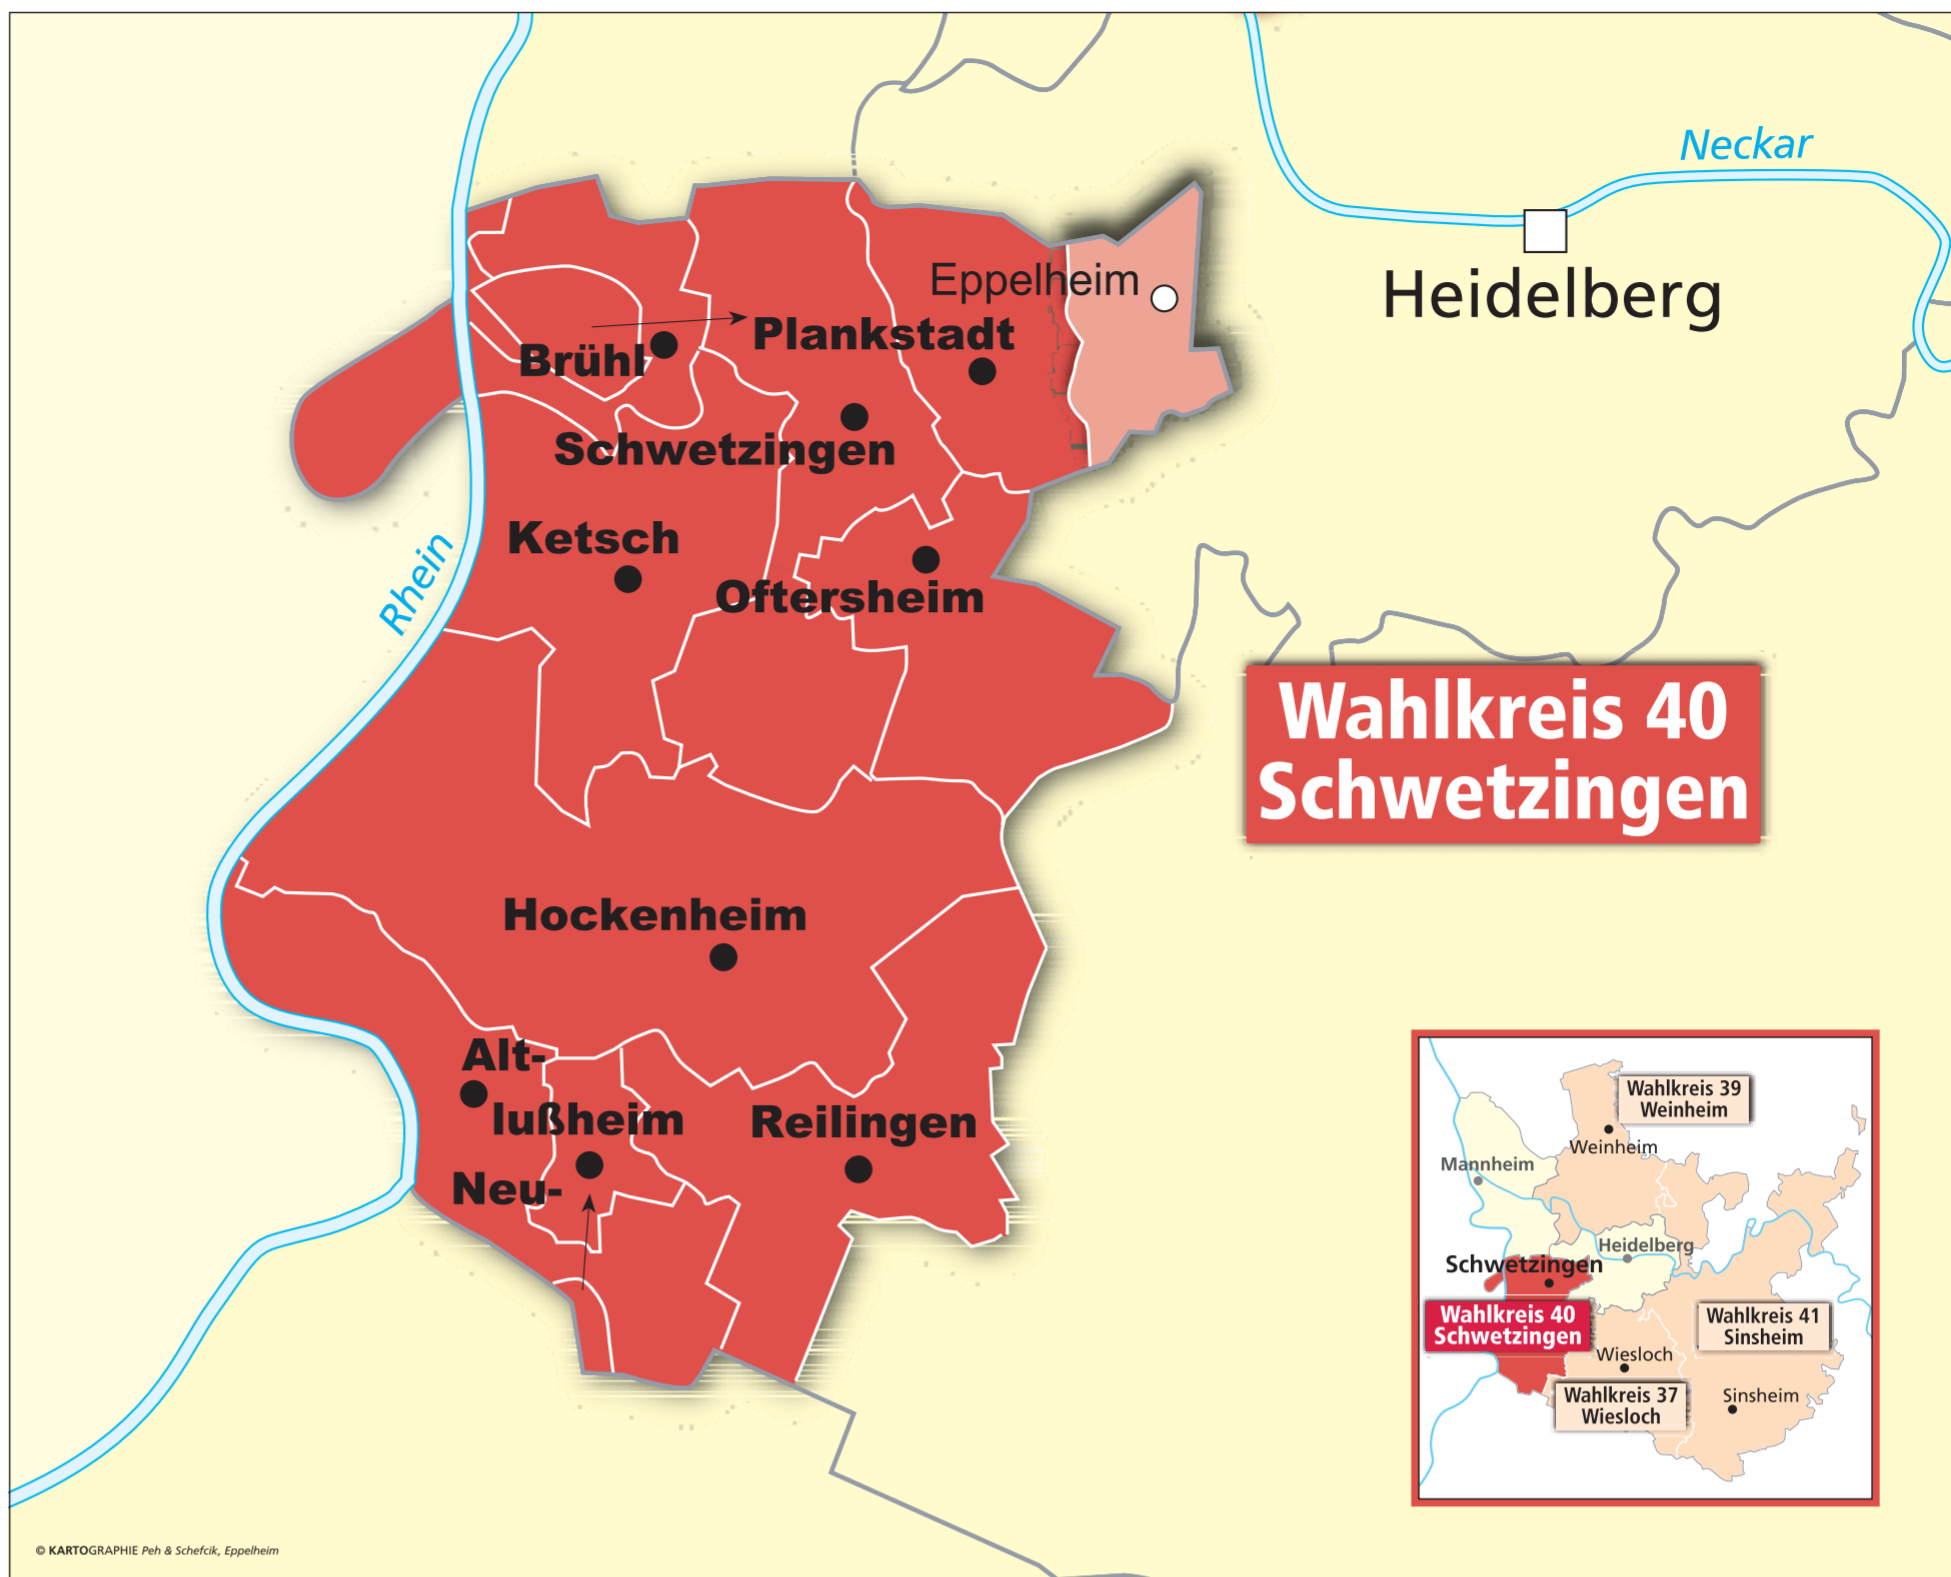 Neckar
Heidelberg
Eppelheim
Plankstadt
Brühl
Schwetzingen
Ketsch
Oftersheim
Rhein
Wahlkreis 40
Schwetzingen
Hockenheim
Alt-
lußheim
Neu-
Reilingen
Wahlkreis 39
Weinheim
Weinheim
Mannheim
Heidelberg
Schwetzingen
Wahlkreis 40
Schwetzingen
Wahlkreis 41
Sinsheim
Wiesloch
Wahlkreis 37
Wiesloch
Sinsheim
© KARTOGRAPHIE Peh & Schefcik, Eppelheim